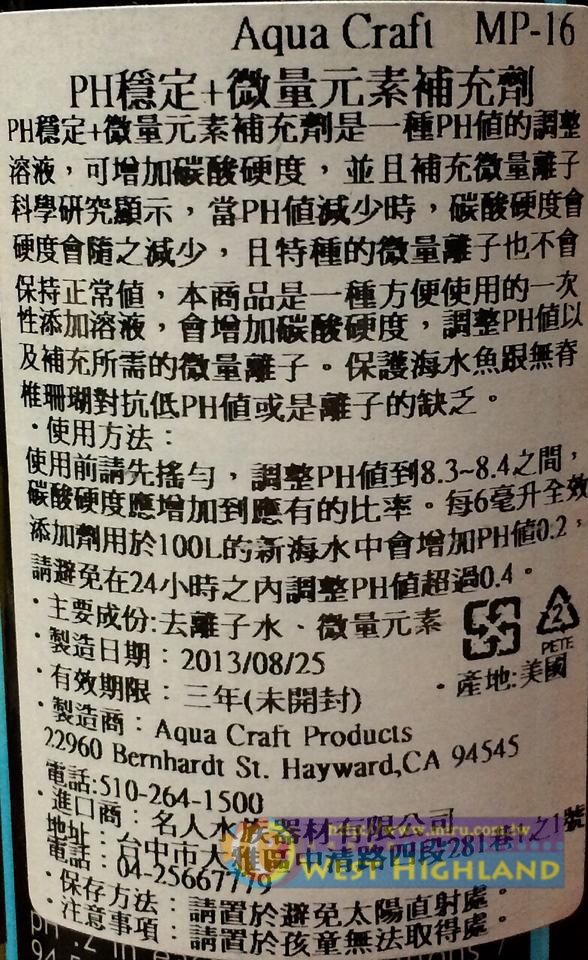 Aqua Craft MP-16
PH穩定+微量元素補充劑
PH穩定+微量元素補充劑是一種PH值的調整
溶液，可增加碳酸硬度，並且補充微量離子
科學研究顯示，當PH值減少時，碳酸硬度會
硬度會隨之減少，且特種的微量離子也不會
保持正常值，本商品是一種方便使用的一次
性添加溶液，會增加碳酸硬度，調整PH值以
及補充所需的微量離子。保護海水魚跟無脊
椎珊瑚對抗低PH值或是離子的缺乏。
·使用方法：
使用前請先搖勻，調整PH值到8.3~8.4之間，
碳酸硬度應增加到應有的比率。每6毫升全效
添加劑用於100L的新海水中會增加PH值0.2，
請避免在24小時之內調整PH值超過0.4。
·主要成份:去離子水、微量元素
2
PETE
·製造日期：2013/08/25
·有效期限：三年(未開封)
·產地:美國
·製造商：Aqua Craft Products
22960 Bernhardt St. Hayward,CA 94545
電話:510-264-1500
·進口商：名人水族器材有限公司
地址：台中市大雅區中清路四段281巷 之1號
電話：04-25667779
http://www.infru.com.tw
WEST HIGHLAND
·保存方法：請置於避免太陽直射處。
·注意事項：請置於孩童無法取得處。